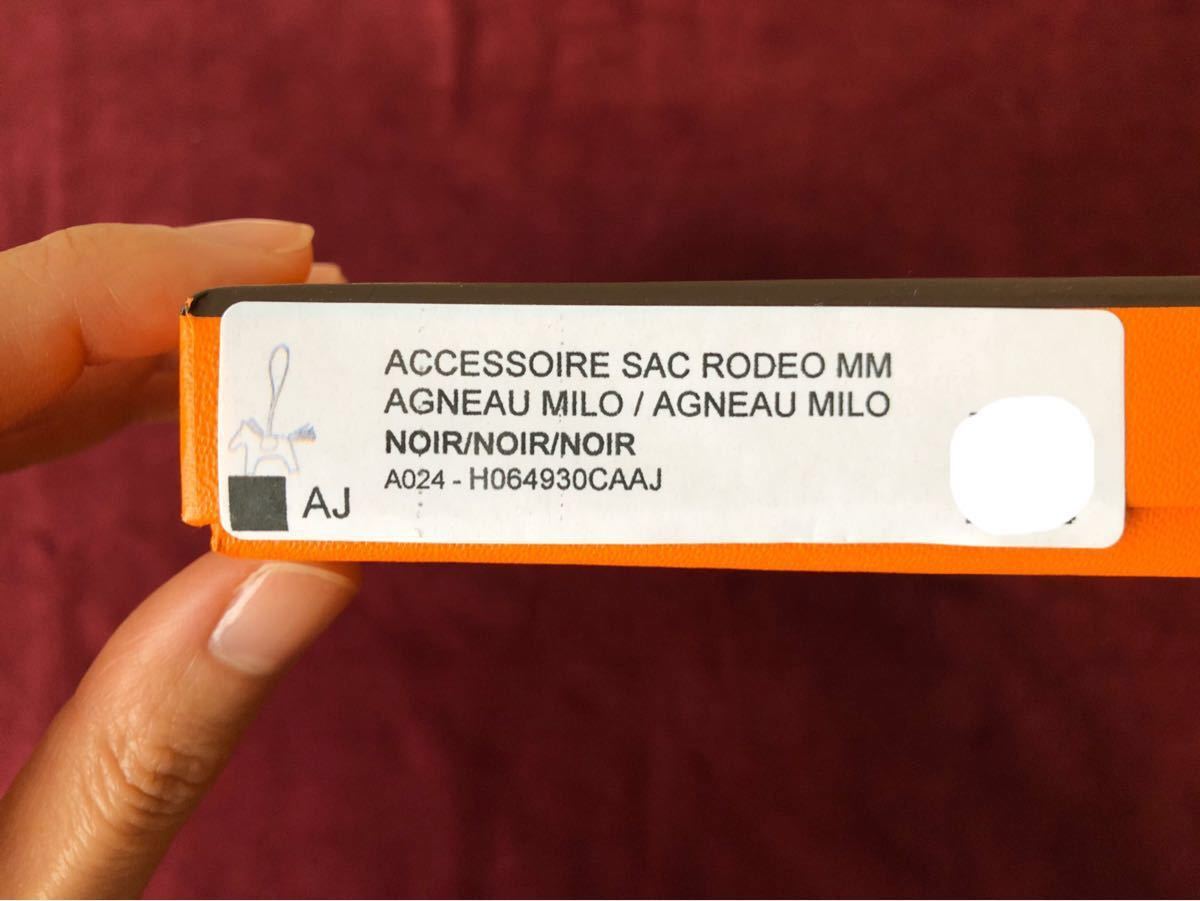 ACCESSOIRE SAC RODEO MM
AGNEAU MILO / AGNEAU MILO
NOIR/NOIR/NOIR
A024 - H064930CAAJ
AJ